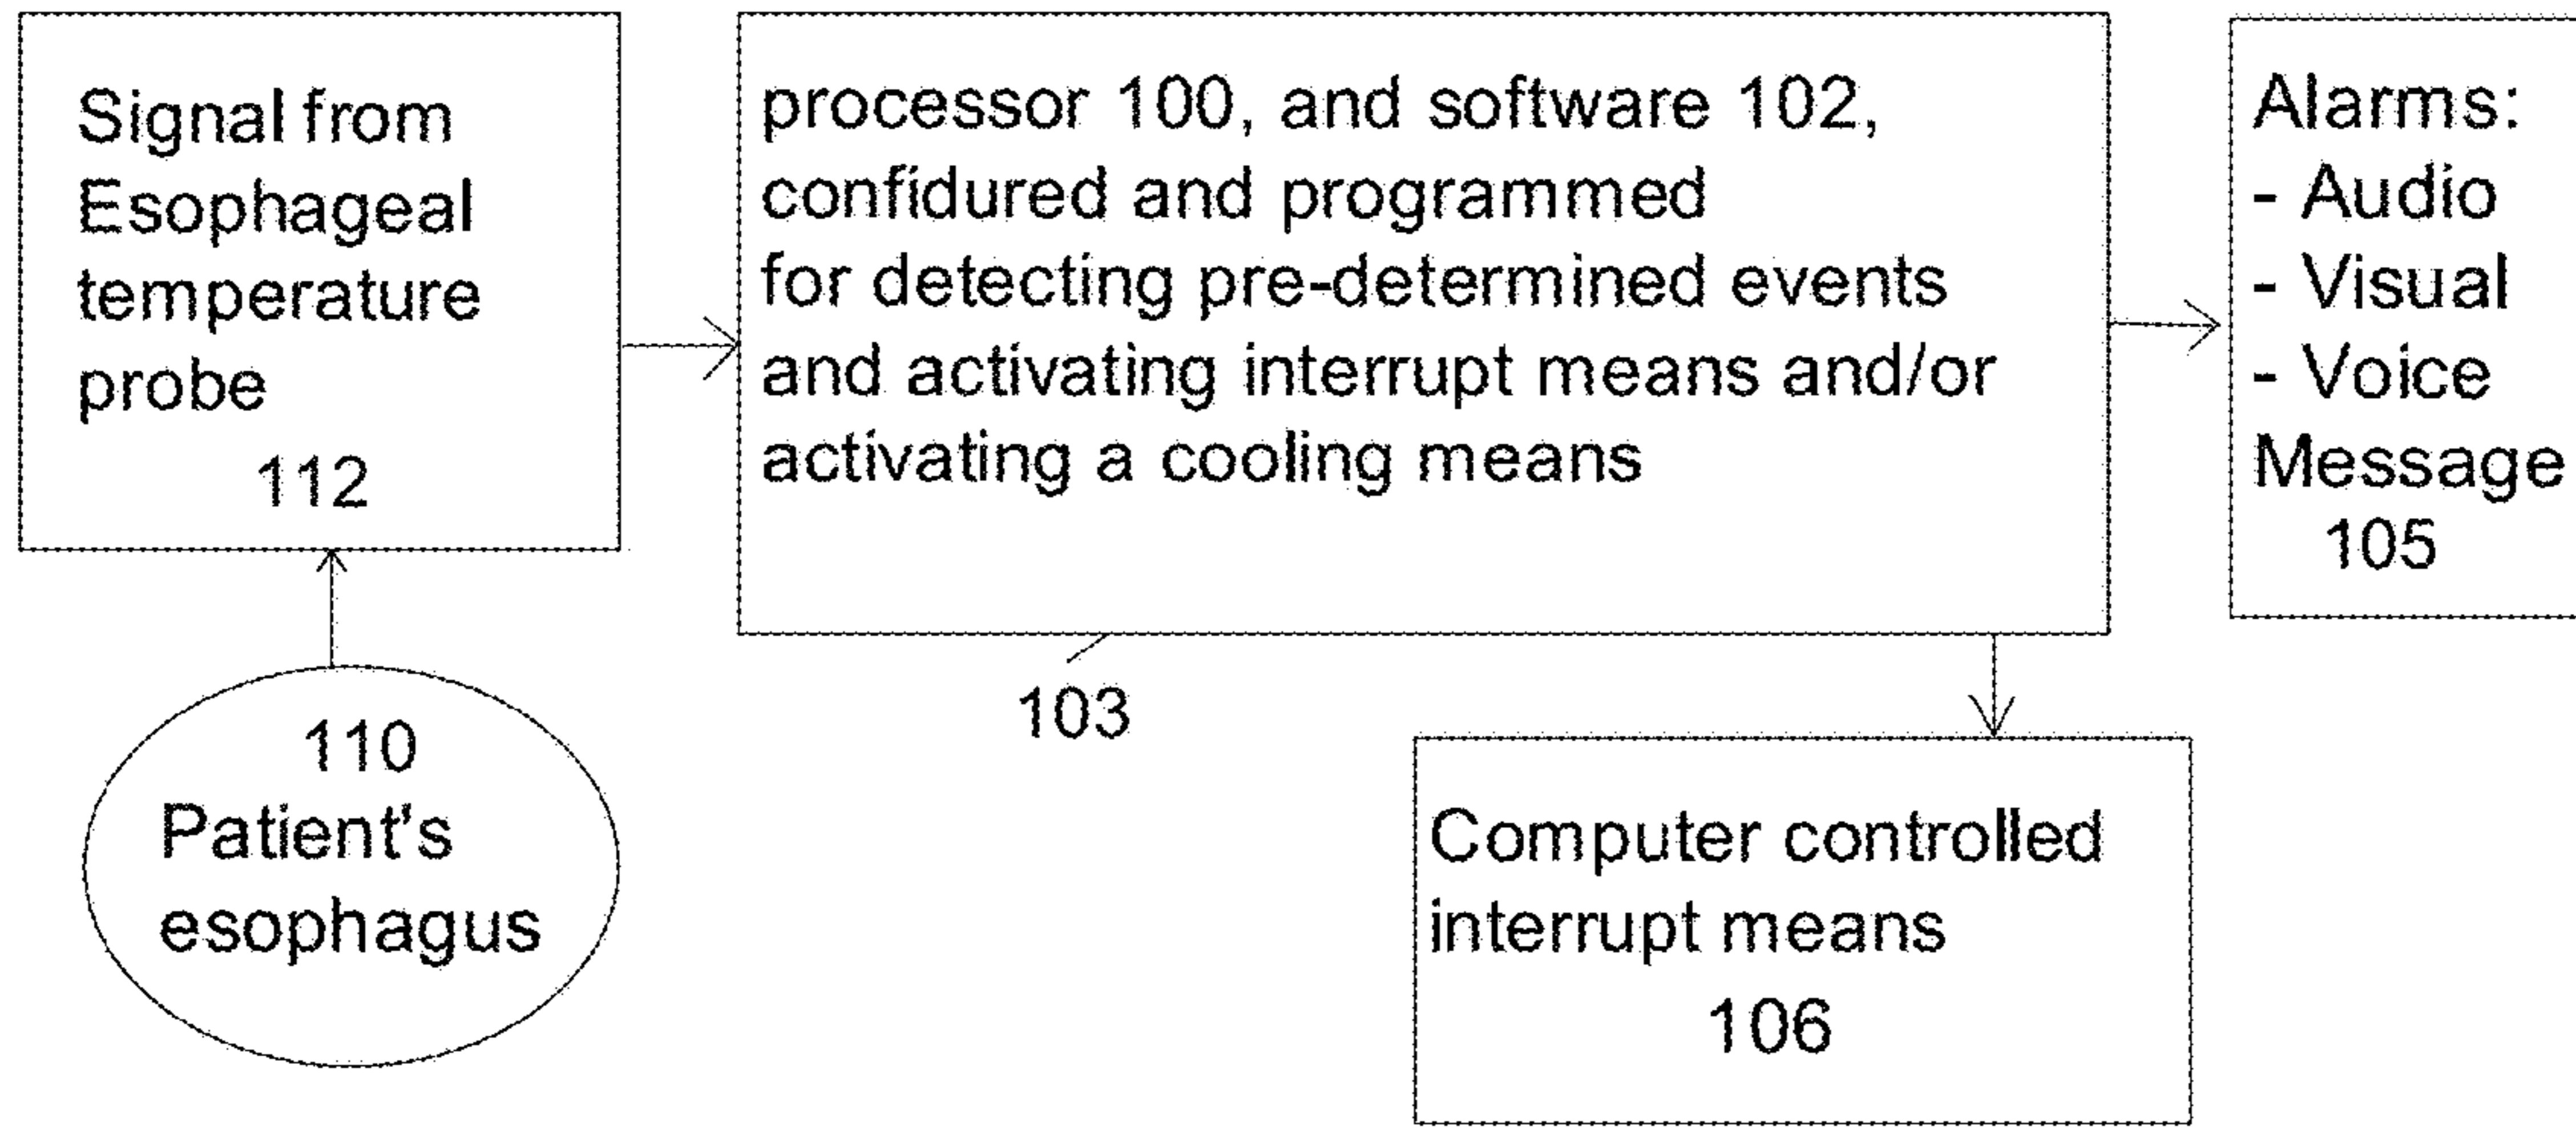 Signal from
Esophageal
temperature
probe
112
processor 100, and software 102,
confidured and programmed
for detecting pre-determined events
and activating interrupt means and/or
activating a cooling means
Alarms:
- Audio
- Visual
- Voice
Message
105
103
110
Patient's
esophagus
Computer controlled
interrupt means
106